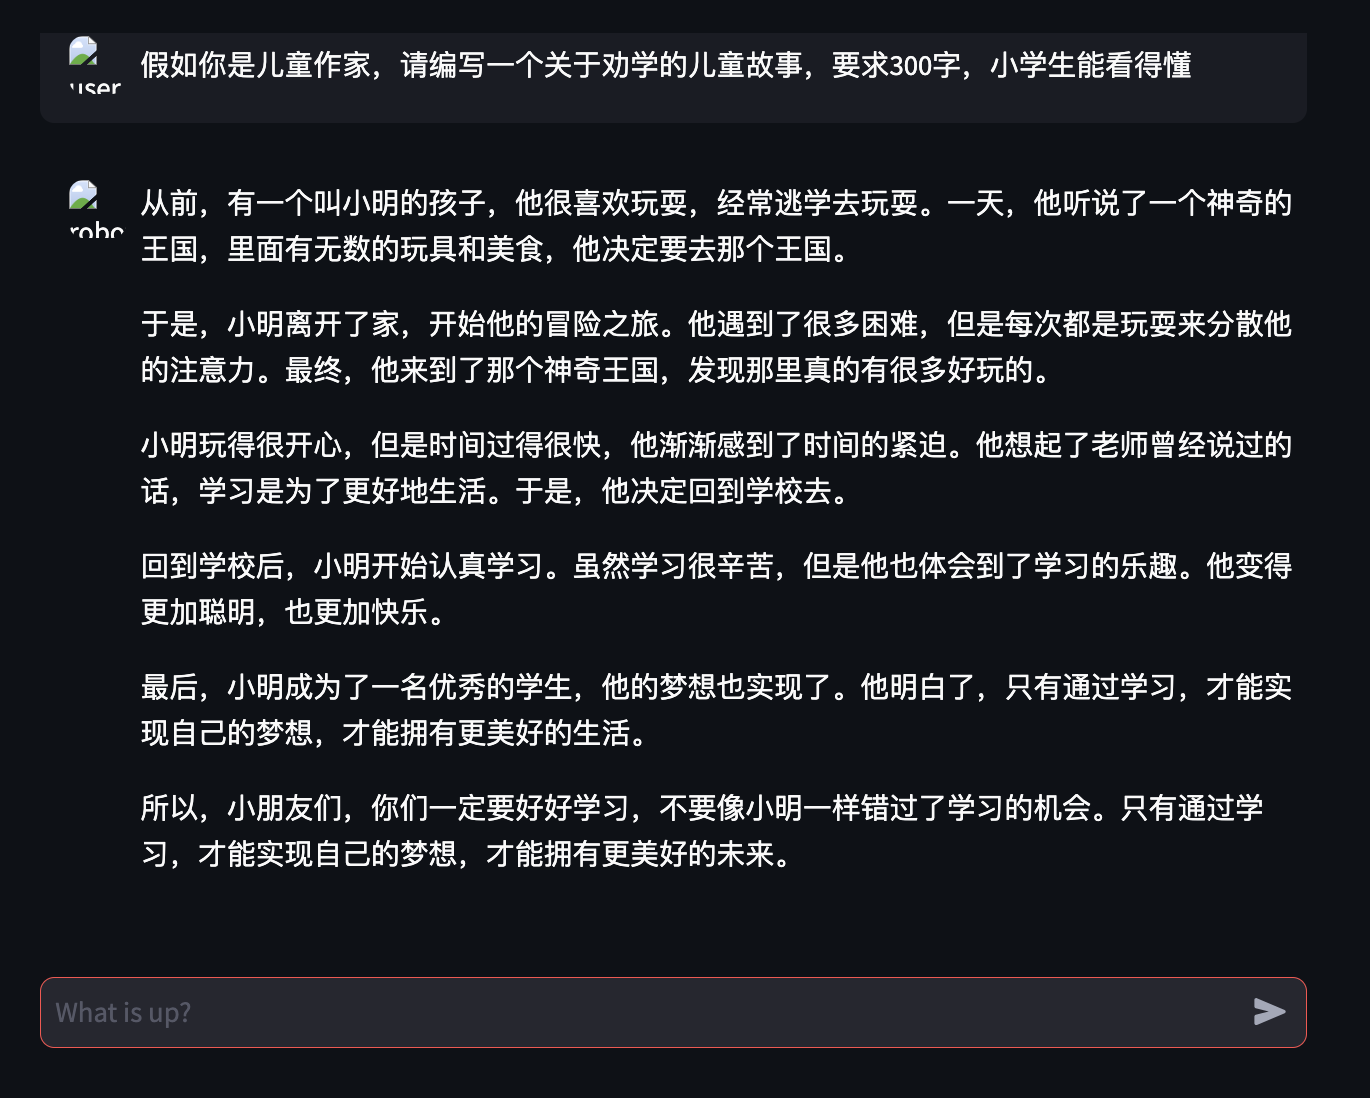 假如你是儿童作家，请编写一个关于劝学的儿童故事，要求300字，小学生能看得懂
user
从前，有一个叫小明的孩子，他很喜欢玩耍，经常逃学去玩耍。一天，他听说了一个神奇的
robo
王国，里面有无数的玩具和美食，他决定要去那个王国。
于是，小明离开了家，开始他的冒险之旅。他遇到了很多困难，但是每次都是玩耍来分散他
的注意力。最终，他来到了那个神奇王国，发现那里真的有很多好玩的。
小明玩得很开心，但是时间过得很快，他渐渐感到了时间的紧迫。他想起了老师曾经说过的
话，学习是为了更好地生活。于是，他决定回到学校去。
回到学校后，小明开始认真学习。虽然学习很辛苦，但是他也体会到了学习的乐趣。他变得
更加聪明，也更加快乐。
最后，小明成为了一名优秀的学生，他的梦想也实现了。他明白了，只有通过学习，才能实
现自己的梦想，才能拥有更美好的生活。
所以，小朋友们，你们一定要好好学习，不要像小明一样错过了学习的机会。只有通过学
习，才能实现自己的梦想，才能拥有更美好的未来。
What is up?